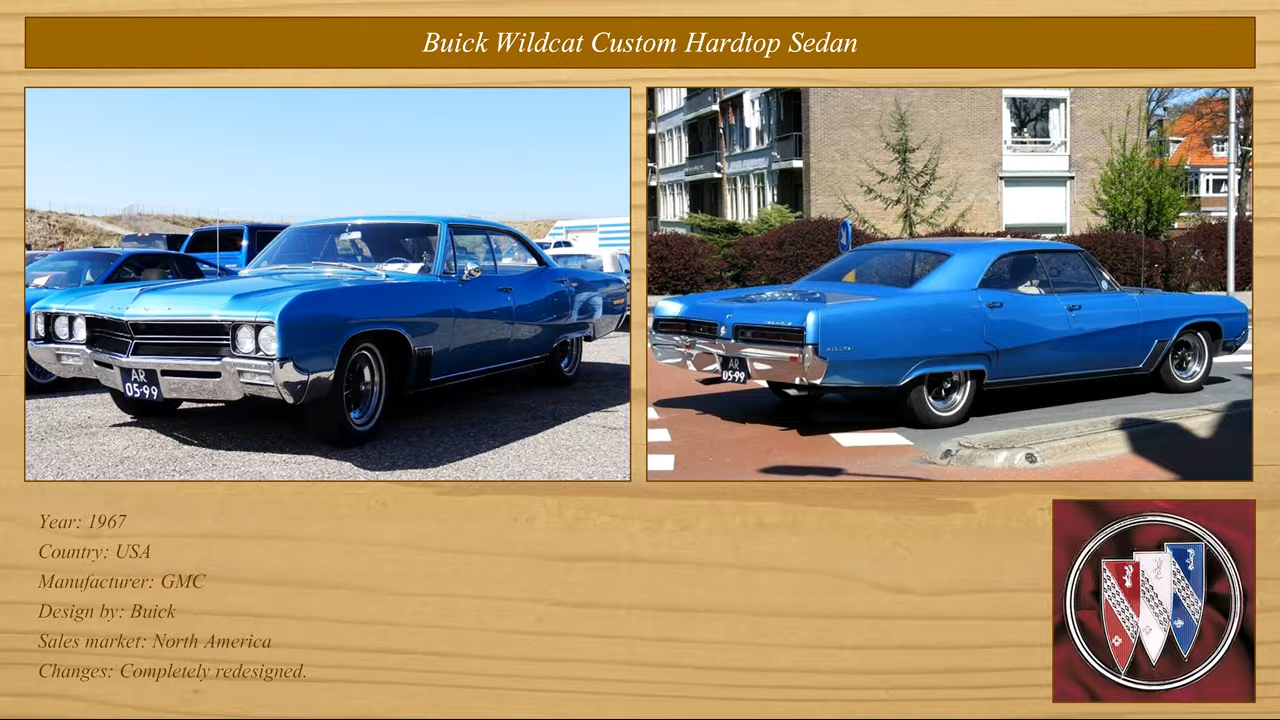 Buick Wildcat Custom Hardtop Sedan
AR
05-99
AR
05-99
WILDCAT
Year: 1967
Country: USA
Manufacturer: GMC
Design by: Buick
Sales market: North America
Changes: Completely redesigned.